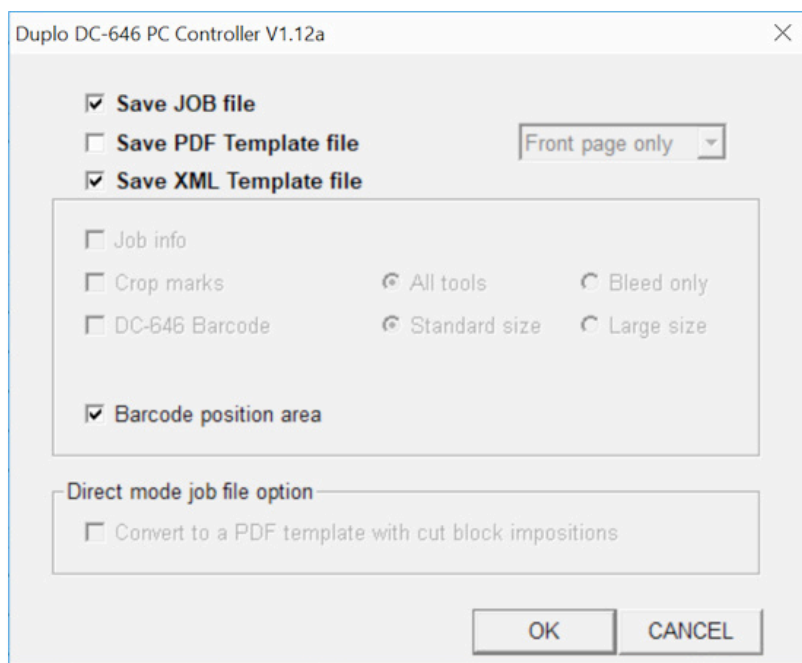 Duplo DC-646 PC Controller V1.12a
Save JOB file
Save PDF Template file Front page only
Save XML Template file
Job info
Crop marks All tools Bleed only
DC-646 Barcode Standard size Large size
Barcode position area
Direct mode job file option
Convert to a PDF template with cut block impositions
OK CANCEL